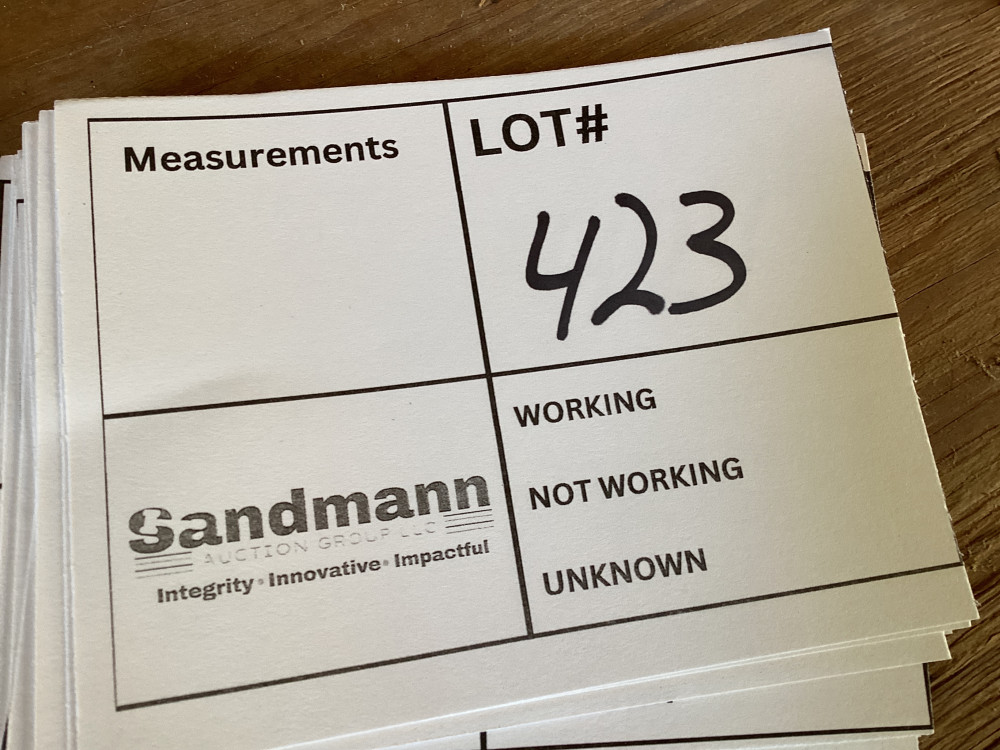 Measurements
LOT#
423
WORKING
NOT WORKING
UNKNOWN
Sandmann
AUCTION GROUP LLC
Integrity • Innovative • Impactful